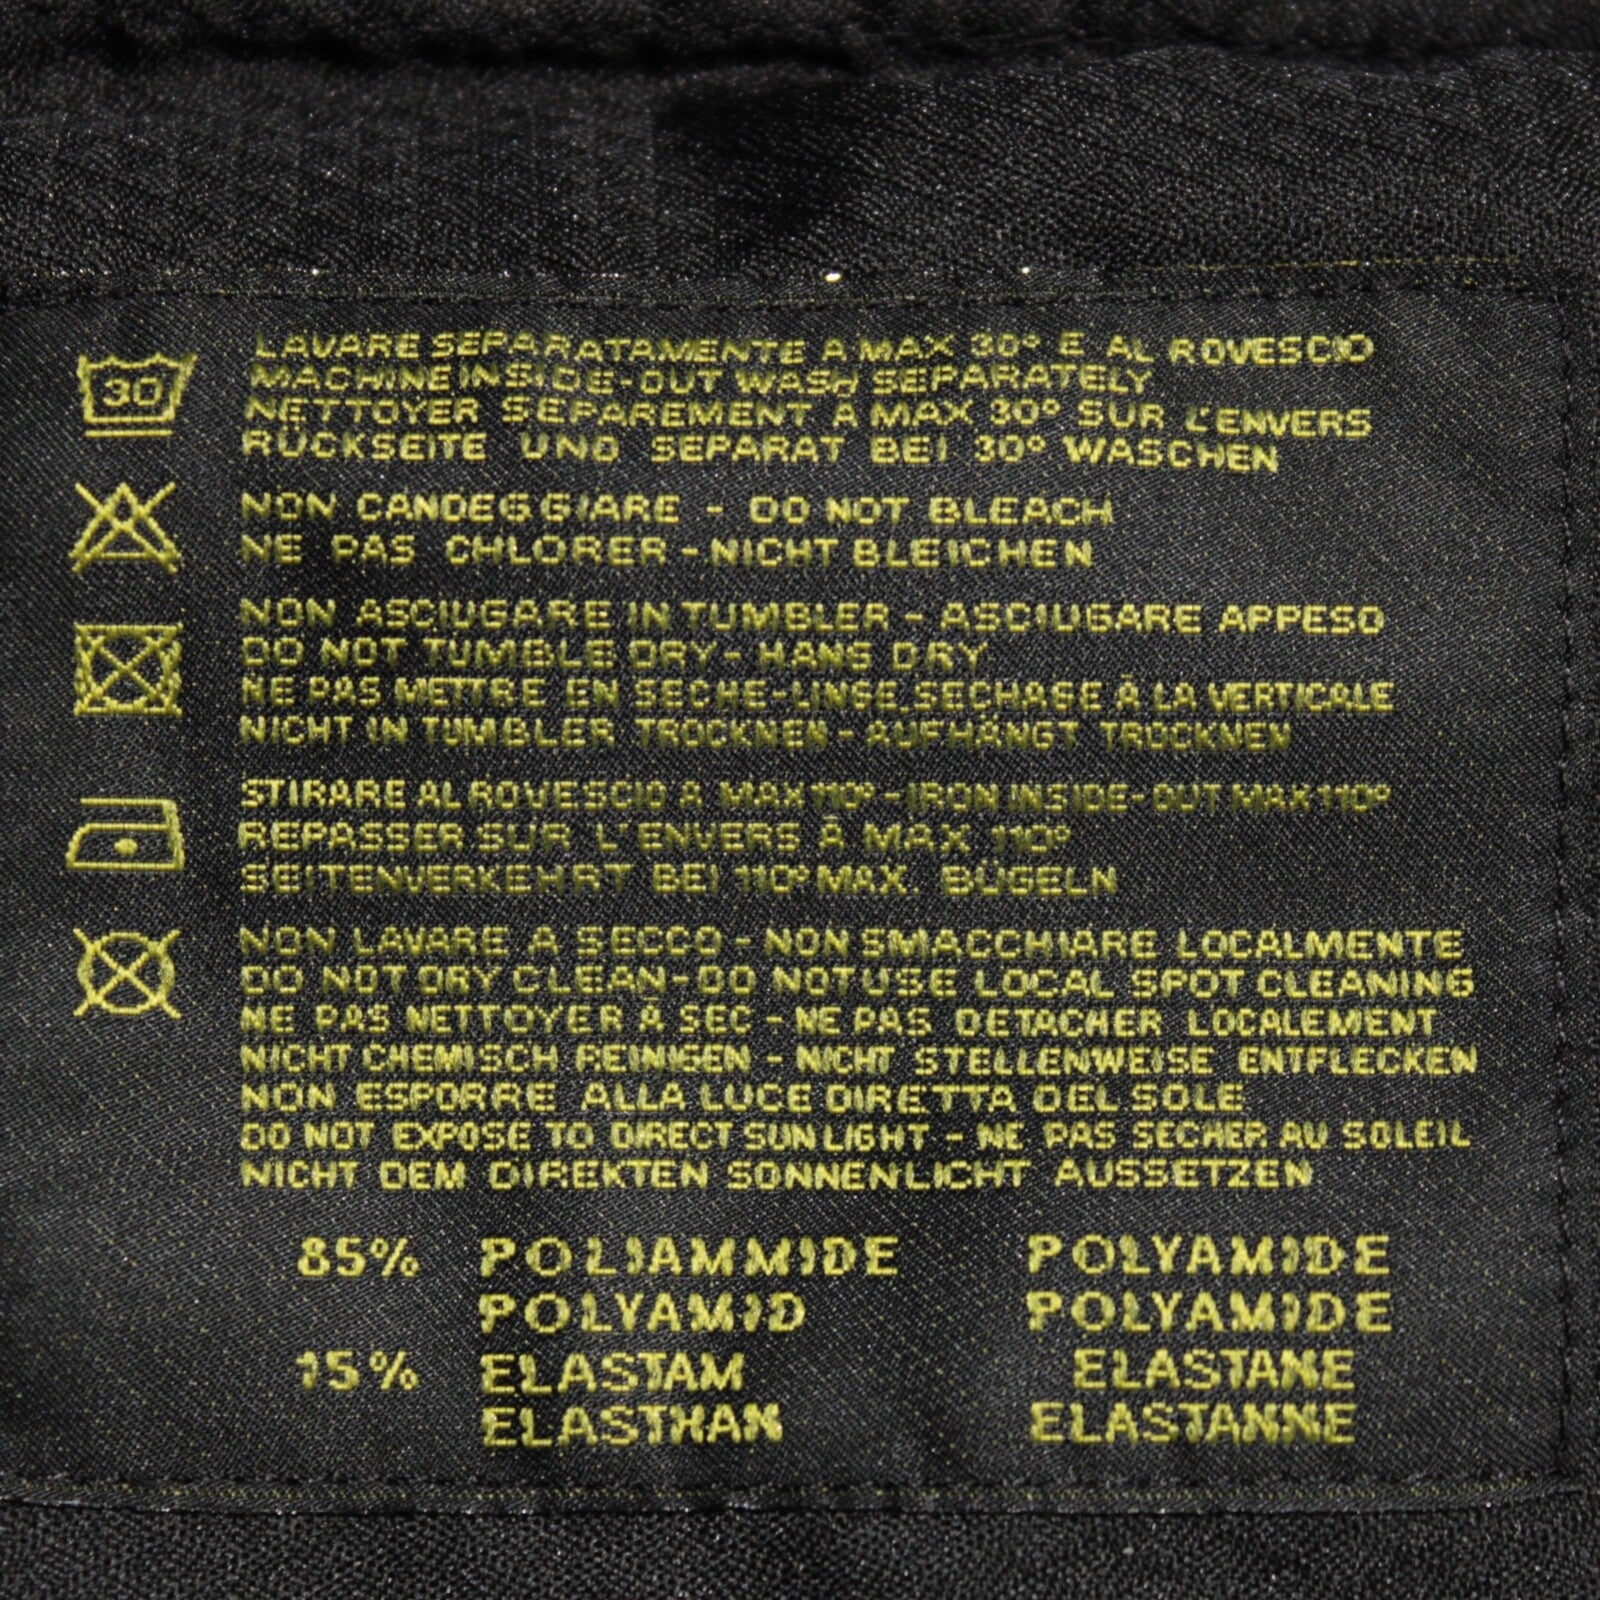 30
LAVARE SEPARATAMENTE A MAX 30° E AL ROVESCIO
MACHINE INSIDE-OUT WASH SEPARATELY
NETTOYER SEPAREMENT A MAX 30° SUR L'ENVERS
RÜCKSEITE UND SEPARAT BEI 30° WASCHEN
NON CANDEGGIARE - DO NOT BLEACH
NE PAS CHLORER - NICHT BLEICHEN
NON ASCIUGARE IN TUMBLER - ASCIUGARE APPESO
DO NOT TUMBLE DRY - HANS DRY
NE PAS METTRE EN SECHE-LINGE SECHAGE À LA VERTICALE
NICHT IN TUMBLER TROCKNEN - AUFHÄNGT TROCKNEN
STIRARE AL ROVESCIO A MAX 110° - IRON INSIDE-OUT MAX 110°
REPASSER SUR L'ENVERS À MAX 110°
SEITENVERKEHRT BEI 110° MAX. BÜGELN
NON LAVARE A SECCO - NON SMACCHIARE LOCALMENTE
DO NOT DRY CLEAN - DO NOT USE LOCAL SPOT CLEANING
NE PAS NETTOYER À SEC - NE PAS DETACHER LOCALEMENT
NICHT CHEMISCH REINIGEN - NICHT STELLENWEISE ENTFLECKEN
NON ESPORRE ALLA LUCE DIRETTA DEL SOLE
DO NOT EXPOSE TO DIRECT SUNLIGHT - NE PAS SECHER AU SOLEIL
NICHT DEM DIREKTEN SONNENLICHT AUSSETZEN
85% POLIAMMIDE POLYAMIDE
POLYAMID POLYAMIDE
15% ELASTAM ELASTANE
ELASTHAN ELASTANNE